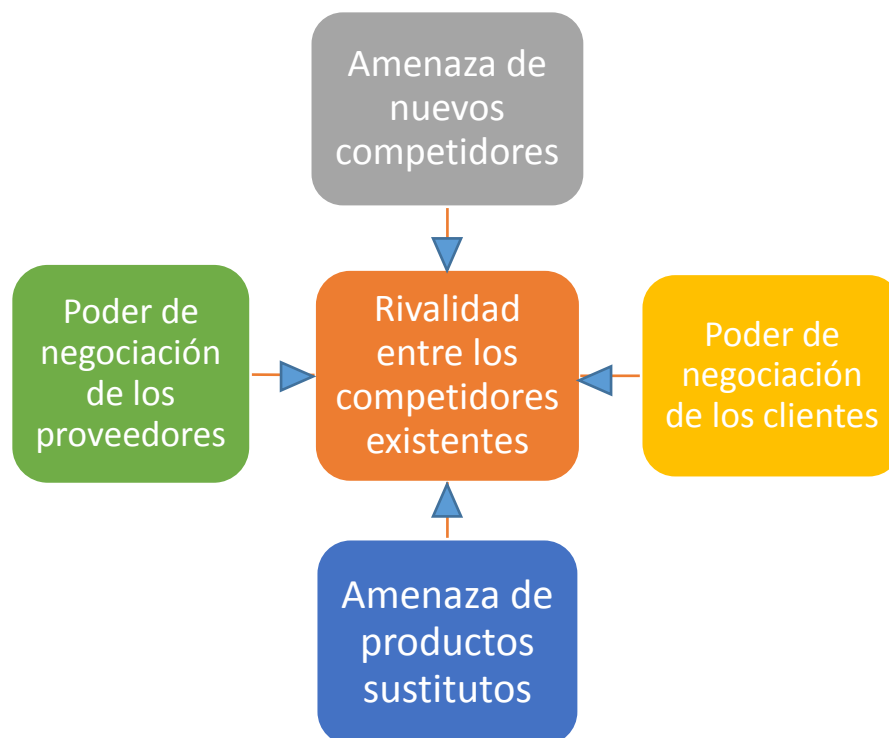 Amenaza de
nuevos
competidores
Poder de
negociación
de los
proveedores
Rivalidad
entre los
competidores
existentes
Poder de
negociación
de los clientes
Amenaza de
productos
sustitutos